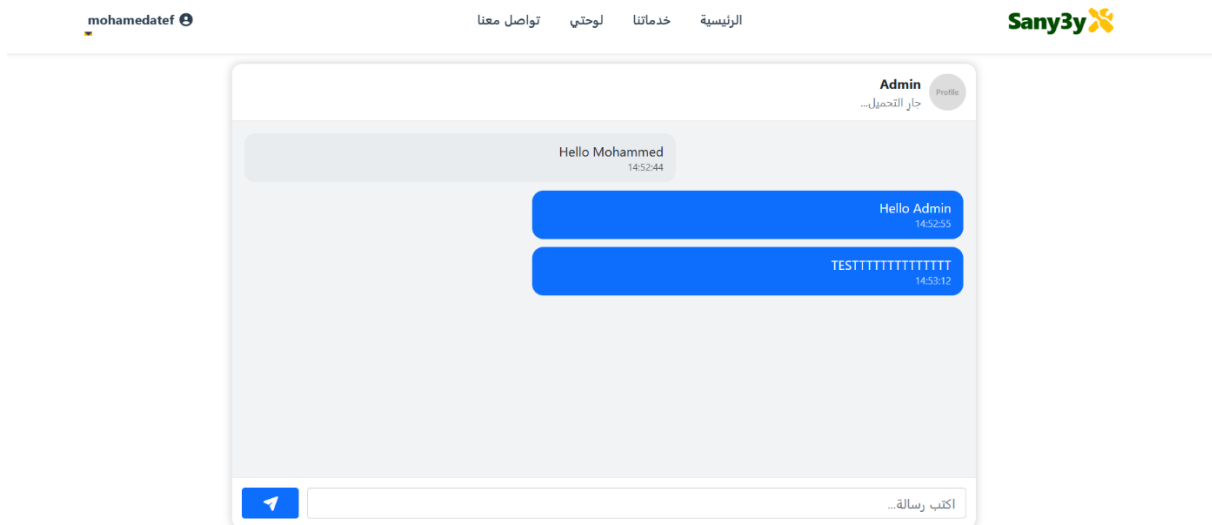 Sany3y
الرئيسية
خدماتنا
لوحتي
تواصل معنا
mohamedatef
Profile
Admin
جار التحميل...
Hello Mohammed
14:52:44
Hello Admin
14:52:55
TESTTTTTTTTTTTTTT
14:53:12
اكتب رسالة...